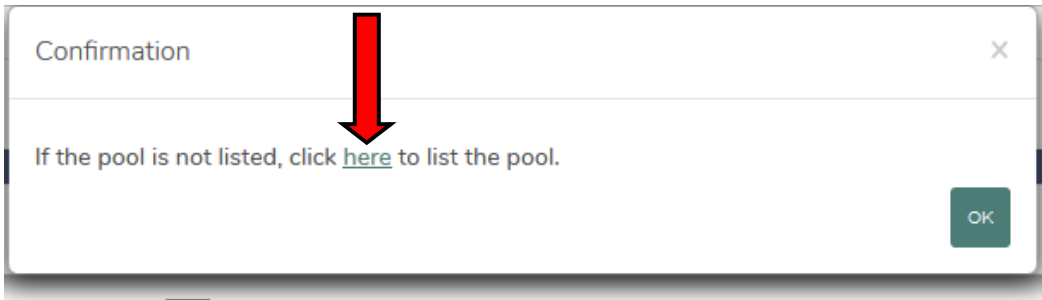 Confirmation
If the pool is not listed, click here to list the pool.
OK